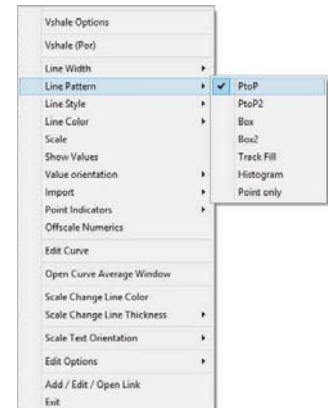 Vshale Options
Vshale (Por)
Line Width
Line Pattern
Line Style
Line Color
Scale
Show Values
Value orientation
Import
Point Indicators
Offscale Numerics
Edit Curve
Open Curve Average Window
Scale Change Line Color
Scale Change Line Thickness
Scale Text Orientation
Edit Options
Add / Edit / Open Link
Exit
PtoP
PtoP2
Box
Box2
Track Fill
Histogram
Point only